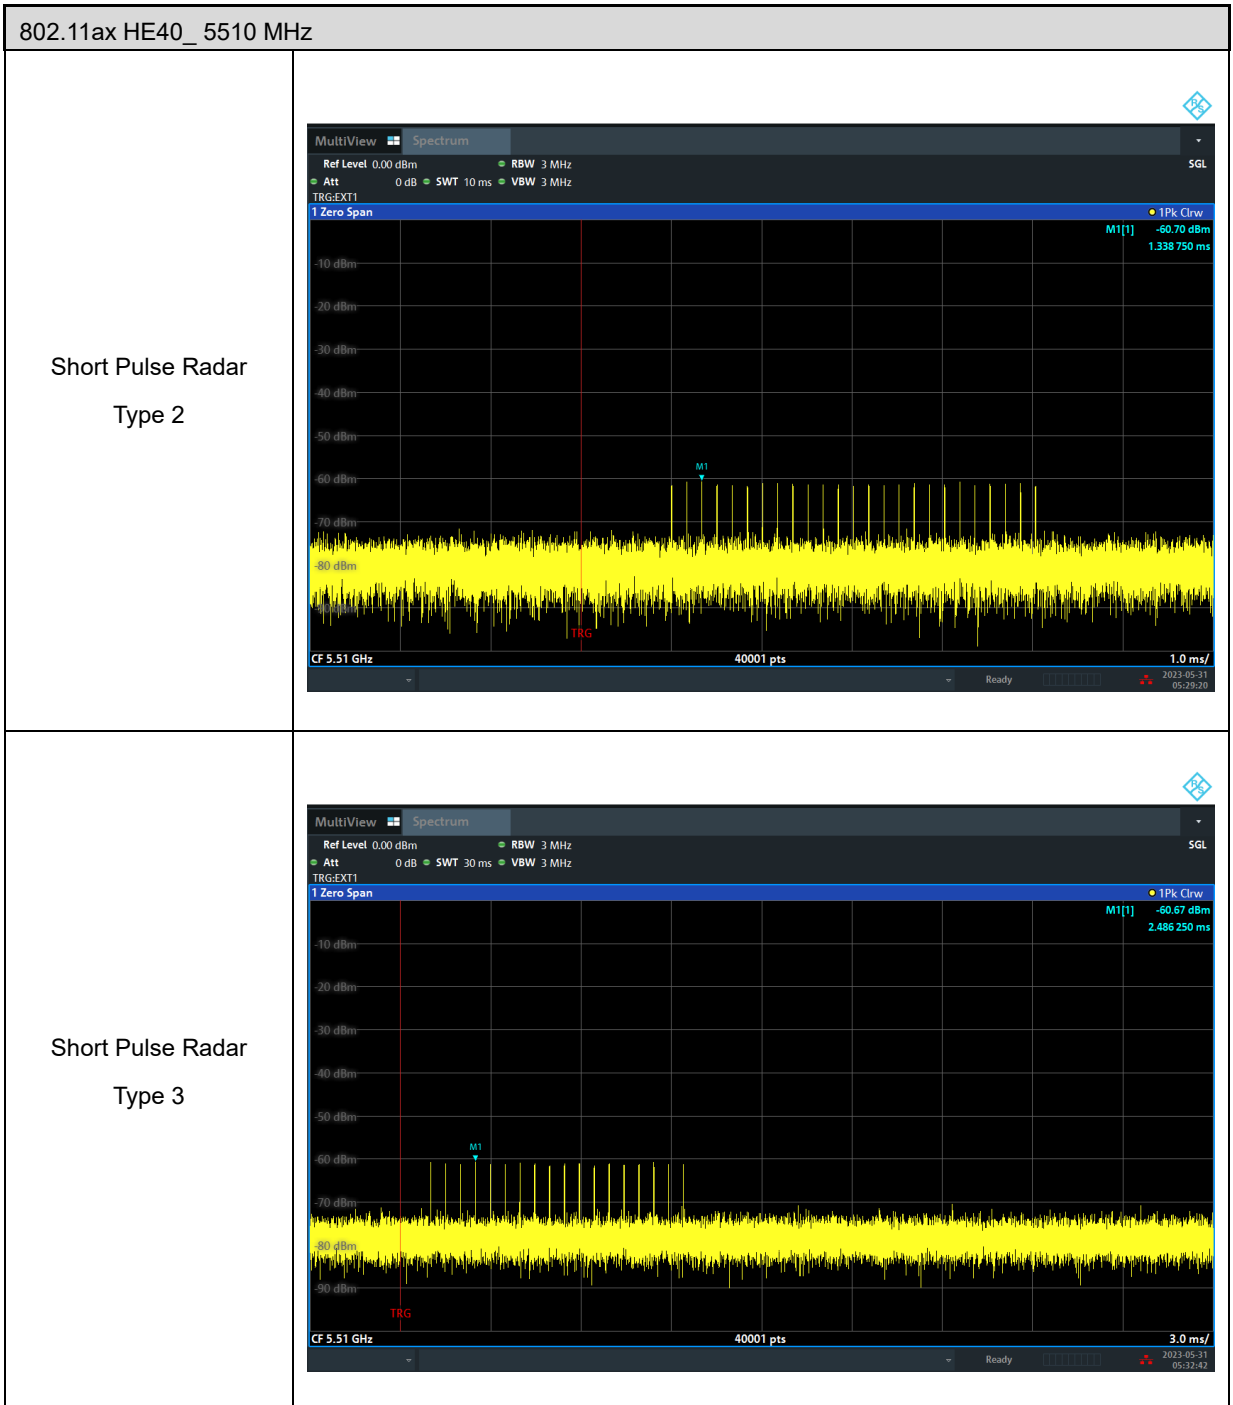 802.11ax HE40_ 5510 MHz
Short Pulse Radar
Type 2
R S
MultiView Spectrum
Ref Level 0.00 dBm RBW 3 MHz SGL
Att 0 dB SWT 10 ms VBW 3 MHz
TRG:EXT1
1 Zero Span 1Pk Clrw
M1[1] -60.70 dBm
1.338 750 ms
-10 dBm
-20 dBm
-30 dBm
-40 dBm
-50 dBm
M1
-60 dBm
-70 dBm
-80 dBm
TRG
CF 5.51 GHz 40001 pts 1.0 ms/
Ready 2023-05-31
05:29:20
Short Pulse Radar
Type 3
R S
MultiView Spectrum
Ref Level 0.00 dBm RBW 3 MHz SGL
Att 0 dB SWT 30 ms VBW 3 MHz
TRG:EXT1
1 Zero Span 1Pk Clrw
M1[1] -60.67 dBm
2.486 250 ms
-10 dBm
-20 dBm
-30 dBm
-40 dBm
-50 dBm
M1
-60 dBm
-70 dBm
-80 dBm
-90 dBm
TRG
CF 5.51 GHz 40001 pts 3.0 ms/
Ready 2023-05-31
05:32:42